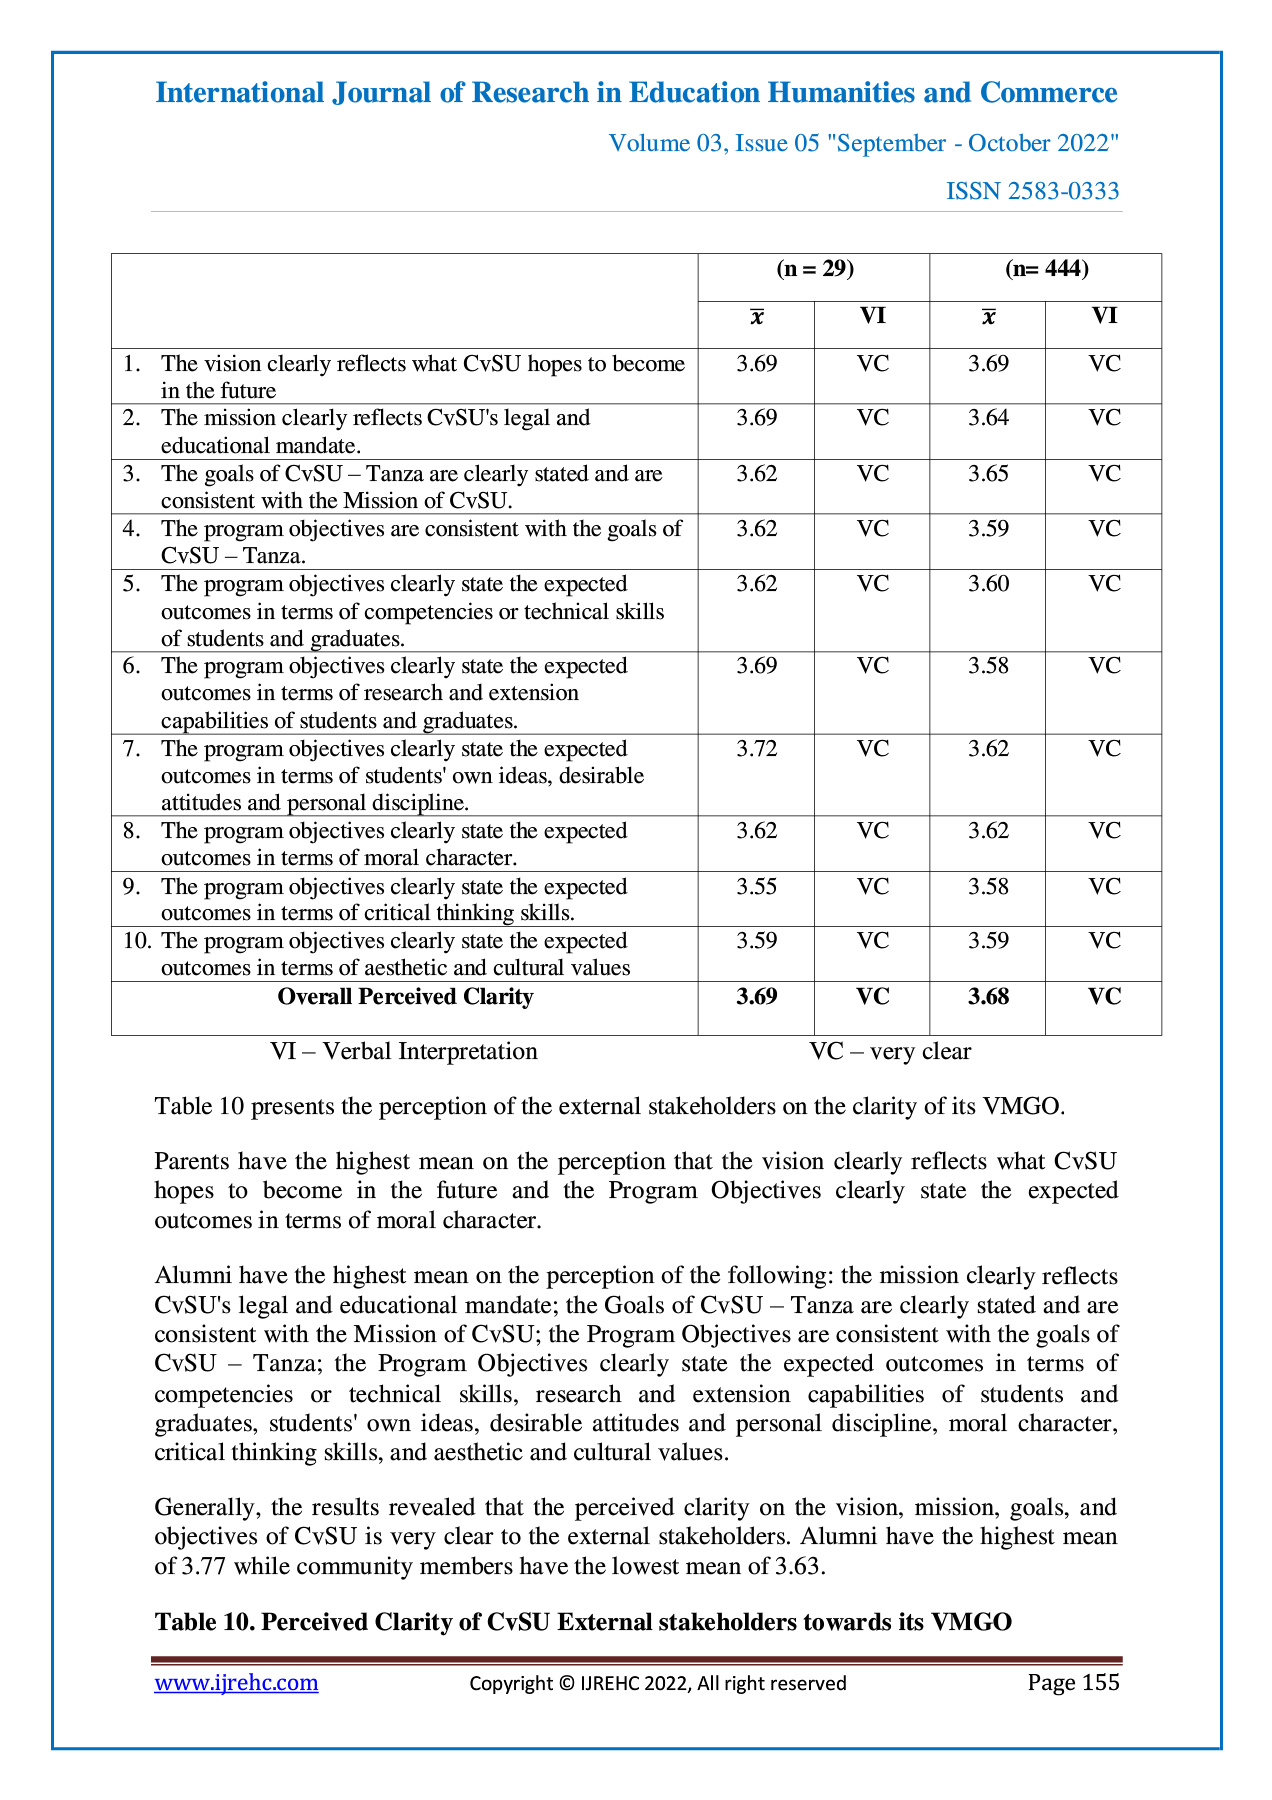 International Journal of Research in Education Humanities and Commerce
Volume 03, Issue 05 "September - October 2022"
ISSN 2583-0333
(n = 29) (n= 444)
x̅ VI x̅ VI
1. The vision clearly reflects what CvSU hopes to become 3.69 VC 3.69 VC
in the future
2. The mission clearly reflects CvSU's legal and 3.69 VC 3.64 VC
educational mandate.
3. The goals of CvSU – Tanza are clearly stated and are 3.62 VC 3.65 VC
consistent with the Mission of CvSU.
4. The program objectives are consistent with the goals of 3.62 VC 3.59 VC
CvSU – Tanza.
5. The program objectives clearly state the expected 3.62 VC 3.60 VC
outcomes in terms of competencies or technical skills
of students and graduates.
6. The program objectives clearly state the expected 3.69 VC 3.58 VC
outcomes in terms of research and extension
capabilities of students and graduates.
7. The program objectives clearly state the expected 3.72 VC 3.62 VC
outcomes in terms of students' own ideas, desirable
attitudes and personal discipline.
8. The program objectives clearly state the expected 3.62 VC 3.62 VC
outcomes in terms of moral character.
9. The program objectives clearly state the expected 3.55 VC 3.58 VC
outcomes in terms of critical thinking skills.
10. The program objectives clearly state the expected 3.59 VC 3.59 VC
outcomes in terms of aesthetic and cultural values
Overall Perceived Clarity 3.69 VC 3.68 VC
VI – Verbal Interpretation VC – very clear
Table 10 presents the perception of the external stakeholders on the clarity of its VMGO.
Parents have the highest mean on the perception that the vision clearly reflects what CvSU
hopes to become in the future and the Program Objectives clearly state the expected
outcomes in terms of moral character.
Alumni have the highest mean on the perception of the following: the mission clearly reflects
CvSU's legal and educational mandate; the Goals of CvSU – Tanza are clearly stated and are
consistent with the Mission of CvSU; the Program Objectives are consistent with the goals of
CvSU – Tanza; the Program Objectives clearly state the expected outcomes in terms of
competencies or technical skills, research and extension capabilities of students and
graduates, students' own ideas, desirable attitudes and personal discipline, moral character,
critical thinking skills, and aesthetic and cultural values.
Generally, the results revealed that the perceived clarity on the vision, mission, goals, and
objectives of CvSU is very clear to the external stakeholders. Alumni have the highest mean
of 3.77 while community members have the lowest mean of 3.63.
Table 10. Perceived Clarity of CvSU External stakeholders towards its VMGO
www.ijrehc.com Copyright © IJREHC 2022, All right reserved Page 155